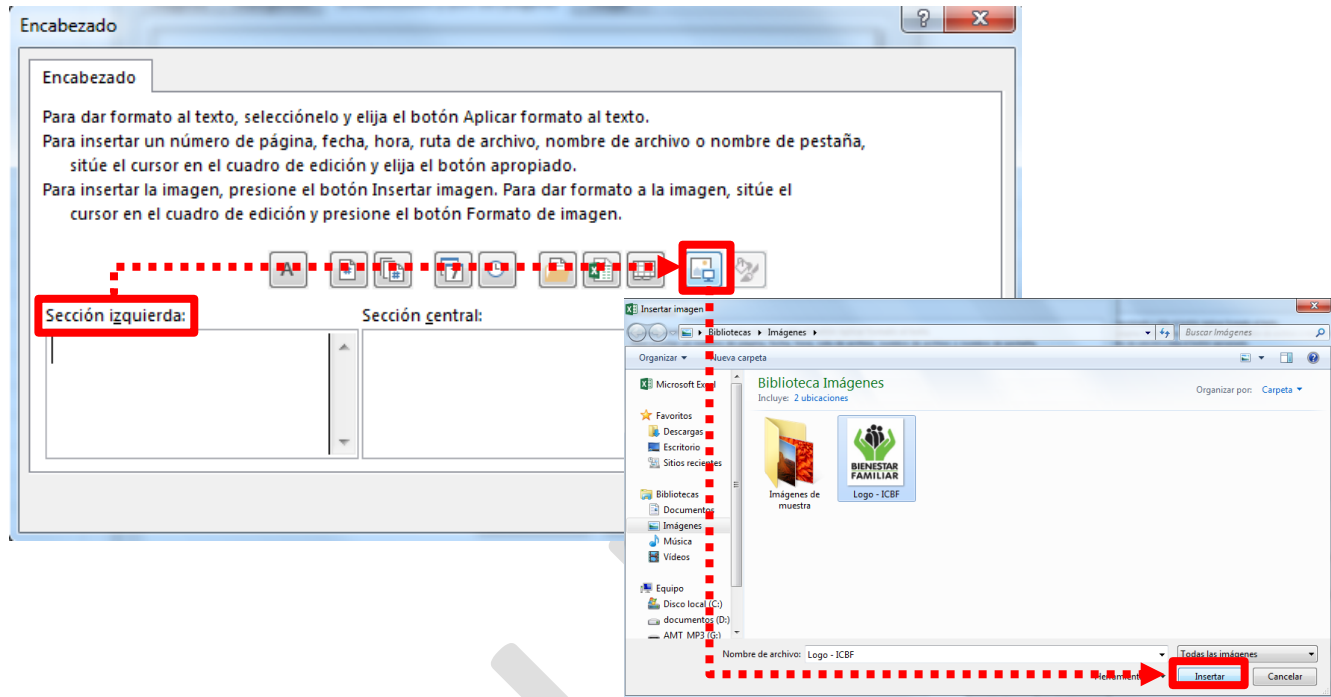 Encabezado
Encabezado
Para dar formato al texto, selecciónelo y elija el botón Aplicar formato al texto.
Para insertar un número de página, fecha, hora, ruta de archivo, nombre de archivo o nombre de pestaña,
sitúe el cursor en el cuadro de edición y elija el botón apropiado.
Para insertar la imagen, presione el botón Insertar imagen. Para dar formato a la imagen, sitúe el
cursor en el cuadro de edición y presione el botón Formato de imagen.
A
7
Sección izquierda:
Sección central:
Insertar imagen
Bibliotecas Imágenes
Buscar Imágenes
Organizar Nueva carpeta
Microsoft Excel
Favoritos
Descargas
Escritorio
Sitios recientes
Bibliotecas
Documentos
Imágenes
Música
Vídeos
Equipo
Disco local (C:)
documentos (D:)
AMT_MP3 (G:)
Biblioteca Imágenes
Incluye: 2 ubicaciones
Organizar por: Carpeta
Imágenes de
muestra
BIENESTAR
FAMILIAR
Logo - ICBF
Nombre de archivo: Logo - ICBF
Todas las imágenes
Insertar
Cancelar